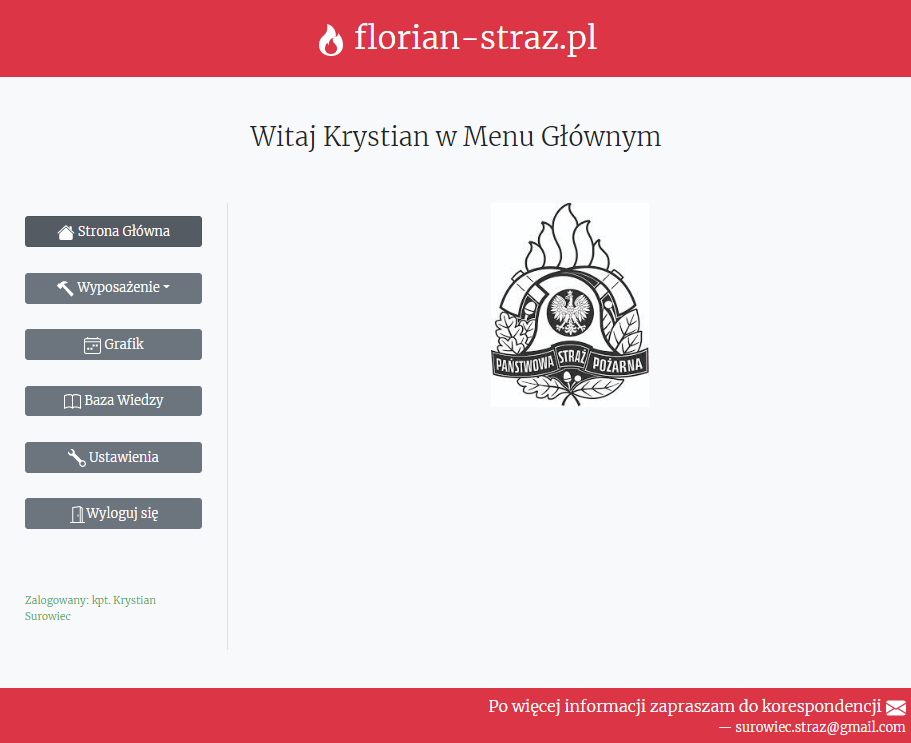 florian-straz.pl
Witaj Krystian w Menu Głównym
Strona Główna
Wyposażenie
Grafik
Baza Wiedzy
Ustawienia
Wyloguj się
Zalogowany: kpt. Krystian
Surowiec
PAŃSTWOWA STRAŻ POŻARNA
Po więcej informacji zapraszam do korespondencji
— surowiec.straz@gmail.com